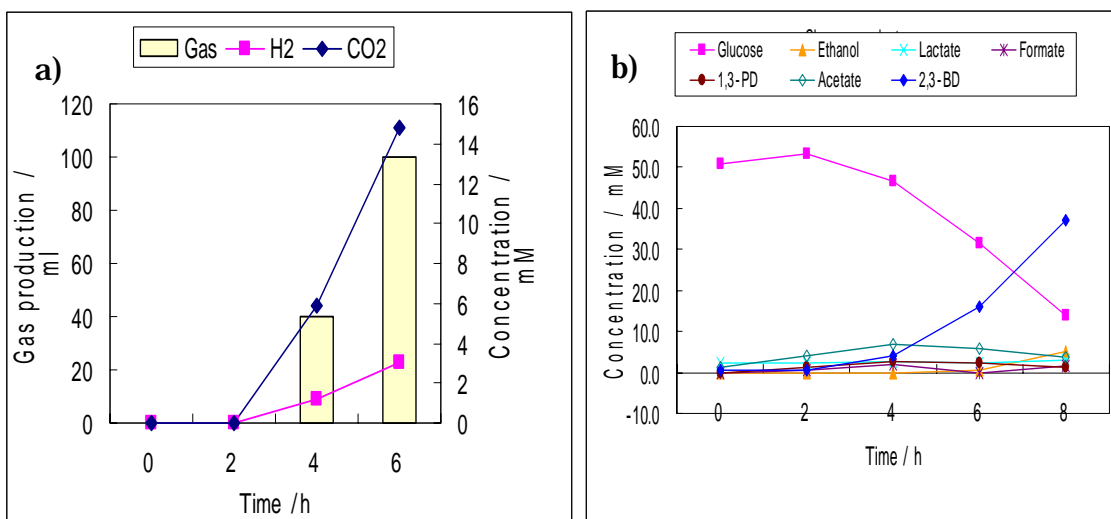 a)
Gas H2 CO2
120
100
80
60
40
20
0
16
14
12
10
8
6
4
2
0
Gas production /
ml
Concentration /
mM
0 2 4 6
Time /h
b)
Glucose Ethanol Lactate Formate
1,3-PD Acetate 2,3-BD
60.0
50.0
40.0
30.0
20.0
10.0
0.0
-10.0
Concentration / mM
0 2 4 6 8
Time / h